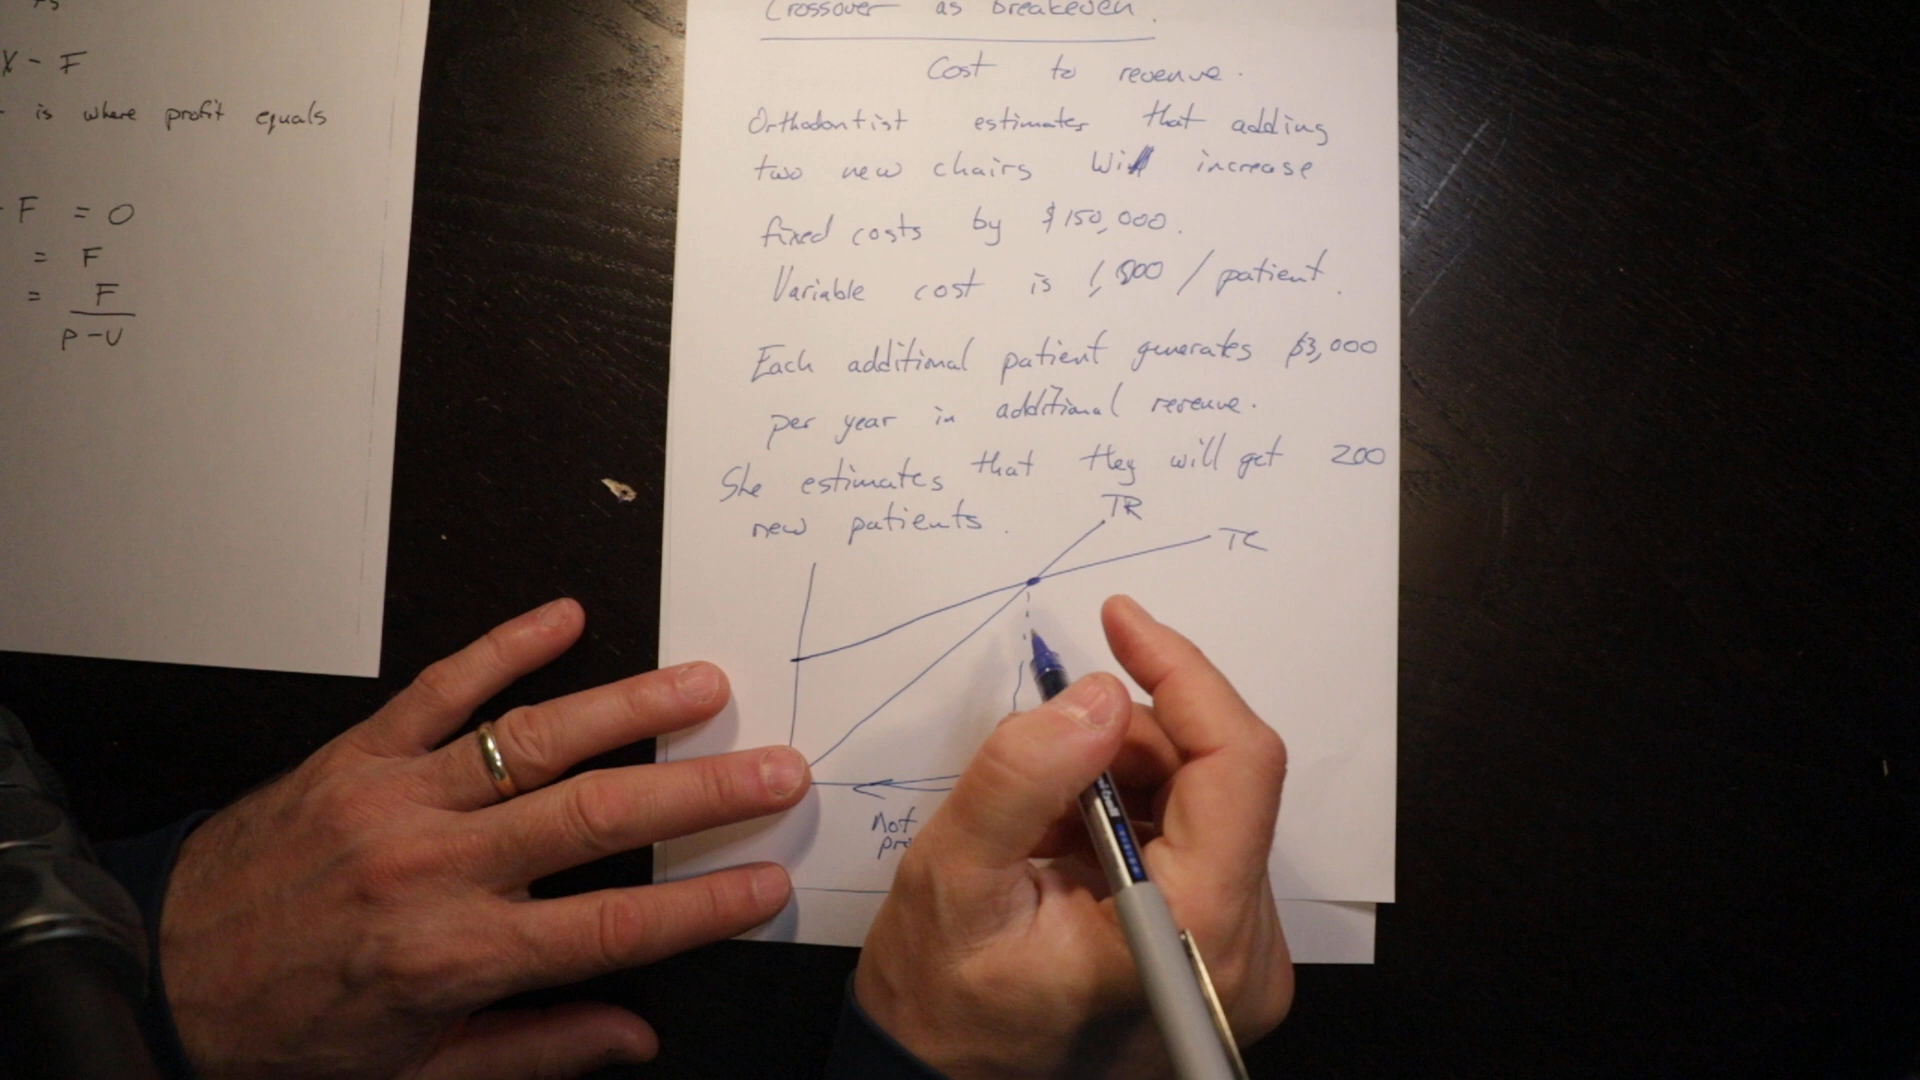 X - F
is where profit equals
- F = 0
= F
= F
P-V
Crossover as breakeven.
Cost to revenue.
Orthodontist estimates that adding
two new chairs will increase
fixed costs by $150,000.
Variable cost is / patient.
Each additional patient generates $3,000
per year in additional revenue.
She estimates that they will get 200
new patients.
TR
TC
Not